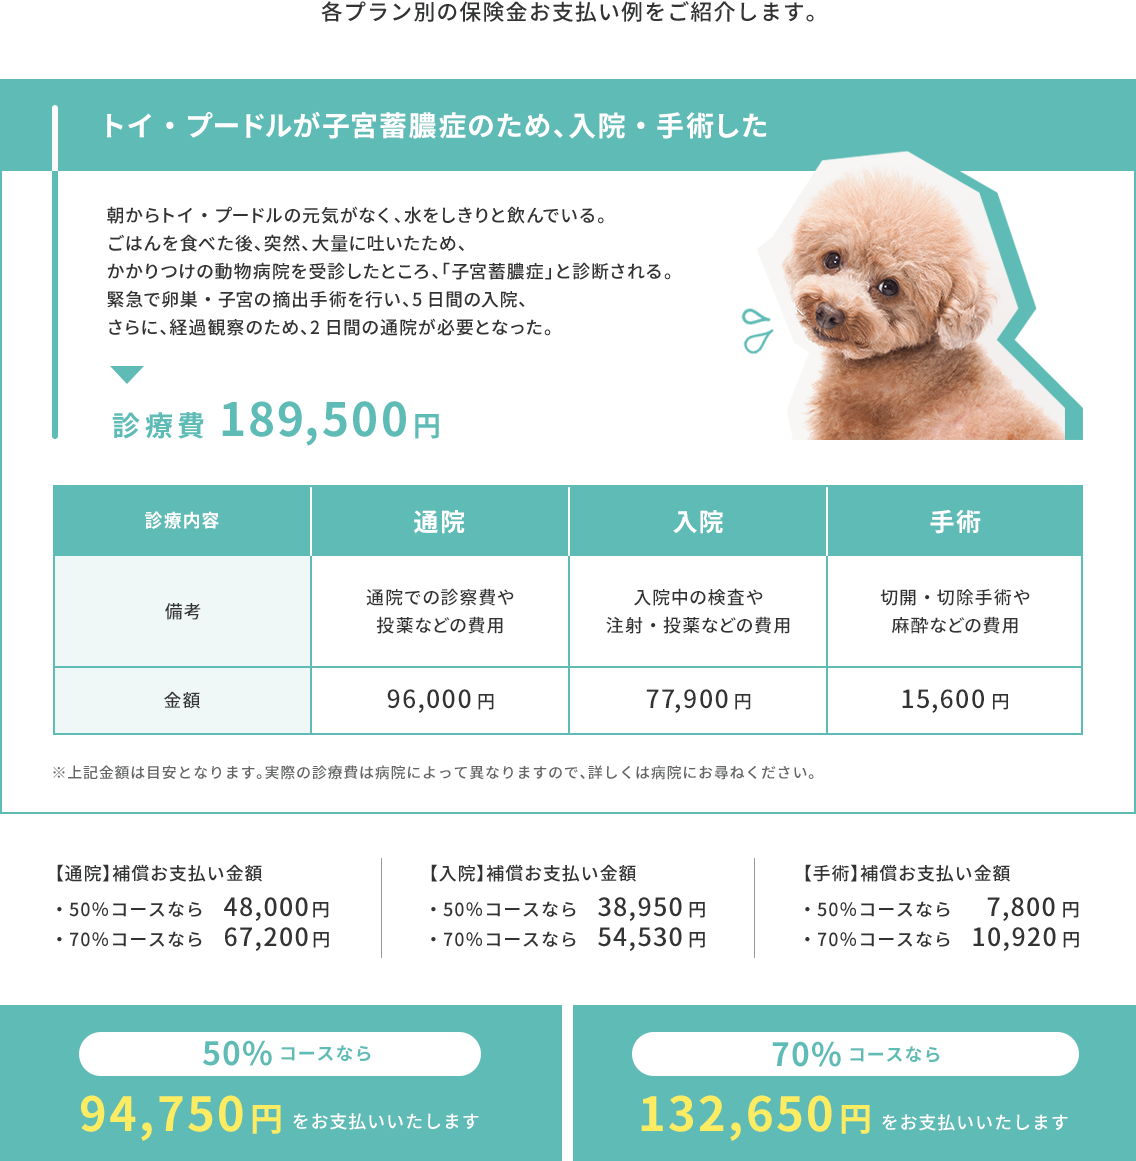 各プラン別の保険金お支払い例をご紹介します。
トイ・プードルが子宮蓄膿症のため、入院・手術した
朝からトイ・プードルの元気がなく、水をしきりと飲んでいる。
ごはんを食べた後、突然、大量に吐いたため、
かかりつけの動物病院を受診したところ、「子宮蓄膿症」と診断される。
緊急で卵巣・子宮の摘出手術を行い、5日間の入院、
さらに、経過観察のため、2日間の通院が必要となった。
診療費 189,500円
診療内容 通院 入院 手術
備考
通院での診察費や
投薬などの費用
入院中の検査や
注射・投薬などの費用
切開・切除手術や
麻酔などの費用
金額 96,000円 77,900円 15,600円
※上記金額は目安となります。実際の診療費は病院によって異なりますので、詳しくは病院にお尋ねください。
【通院】補償お支払い金額
・50%コースなら 48,000円
・70%コースなら 67,200円
【入院】補償お支払い金額
・50%コースなら 38,950円
・70%コースなら 54,530円
【手術】補償お支払い金額
・50%コースなら 7,800円
・70%コースなら 10,920円
50%コースなら
94,750円をお支払いいたします
70%コースなら
132,650円をお支払いいたします